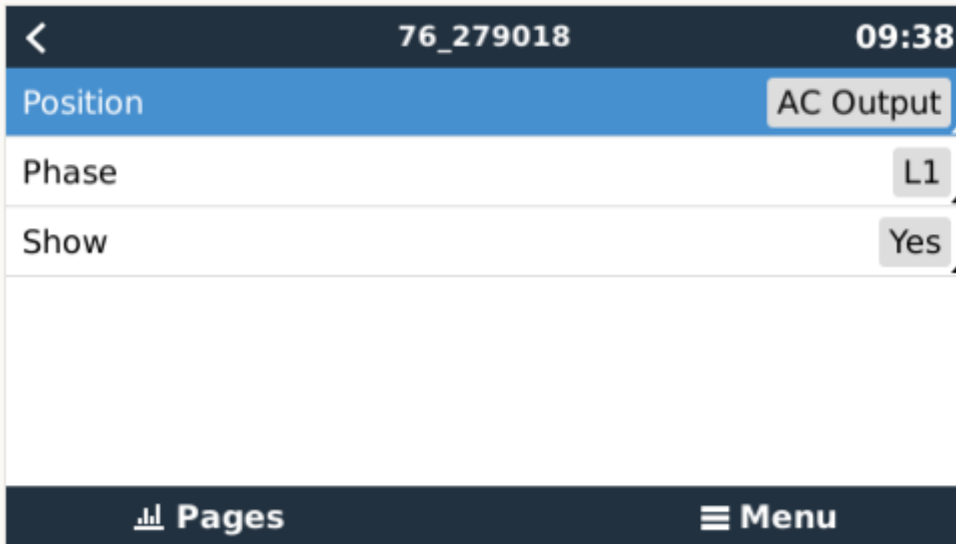 76_279018 09:38
Position AC Output
Phase L1
Show Yes
Pages Menu